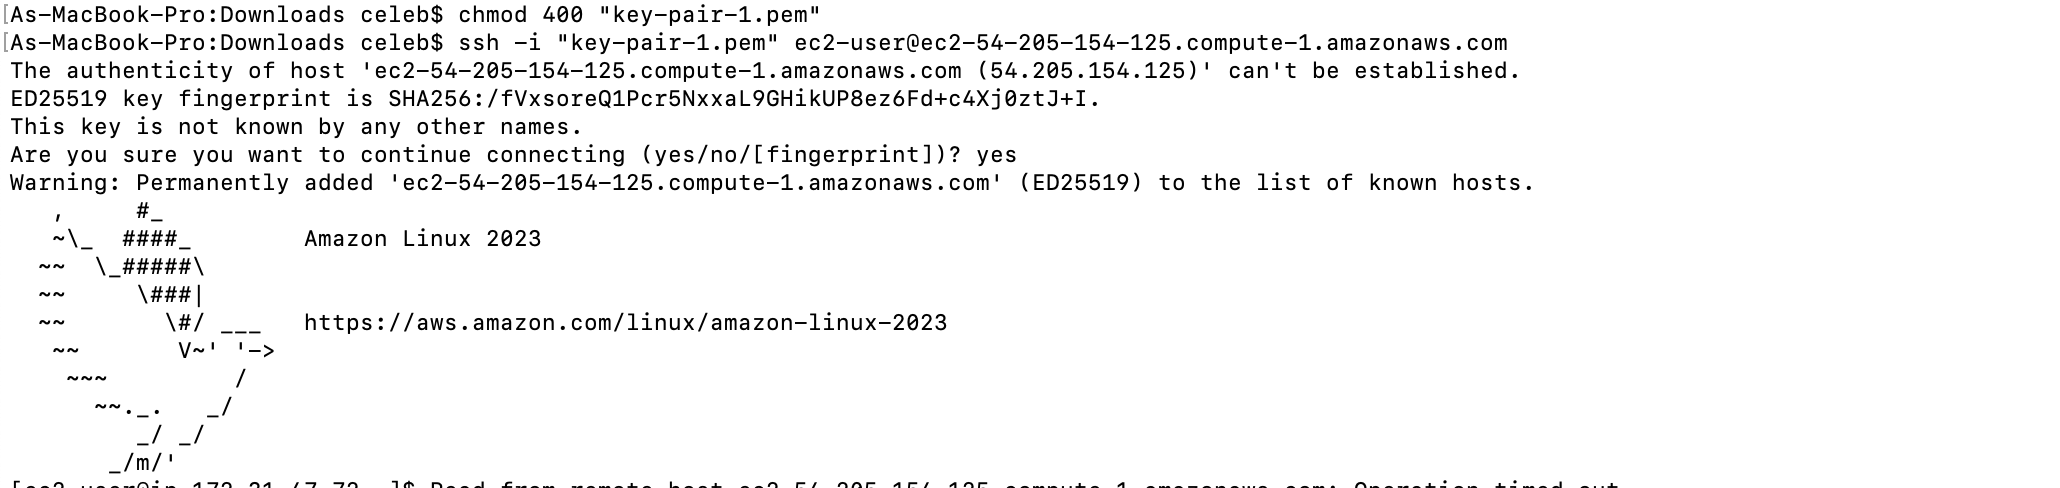 [As-MacBook-Pro:Downloads celeb$ chmod 400 "key-pair-1.pem"
[As-MacBook-Pro:Downloads celeb$ ssh -i "key-pair-1.pem" ec2-user@ec2-54-205-154-125.compute-1.amazonaws.com
The authenticity of host 'ec2-54-205-154-125.compute-1.amazonaws.com (54.205.154.125)' can't be established.
ED25519 key fingerprint is SHA256:/fVxsoreQ1Pcr5NxxaL9GHikUP8ez6Fd+c4Xj0ztJ+I.
This key is not known by any other names.
Are you sure you want to continue connecting (yes/no/[fingerprint])? yes
Warning: Permanently added 'ec2-54-205-154-125.compute-1.amazonaws.com' (ED25519) to the list of known hosts.
   ,     #_
   ~\_  ####_        Amazon Linux 2023
  ~~  \_#####\
  ~~     \###|
  ~~       \#/ ___   https://aws.amazon.com/linux/amazon-linux-2023
   ~~       V~' '->
    ~~~         /
      ~~._.   _/
         _/ _/
       _/m/'